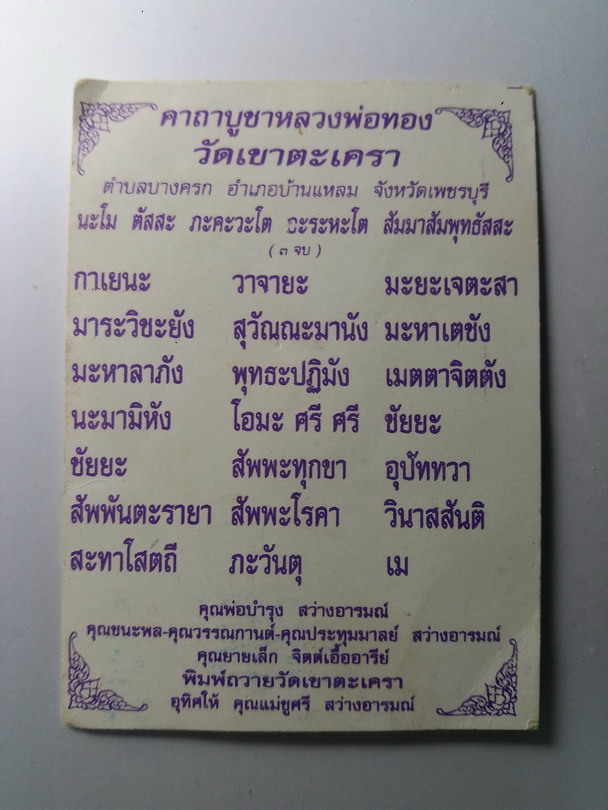 คาถาบูชาหลวงพ่อทอง
วัดเขาตะเครา
ตำบลบางครก อำเภอบ้านแหลม จังหวัดเพชรบุรี
นะโม ตัสสะ ภะคะวะโต อะระหะโต สัมมาสัมพุทธัสสะ
( ๓ จบ )
กาเยนะ วาจายะ มะยะเจตะสา
มาระวิชะยัง สุวัณณะมานัง มะหาเตชัง
มะหาลาภัง พุทธะปฏิมัง เมตตาจิตตัง
นะมามิหัง โอมะ ศรี ศรี ชัยยะ
ชัยยะ สัพพะทุกขา อุปัททวา
สัพพันตะรายา สัพพะโรคา วินาสสันติ
สะทาโสตถี ภะวันตุ เม
คุณพ่อบำรุง สว่างอารมณ์
คุณชนะพล-คุณวรรณกานต์-คุณประทุมมาลย์ สว่างอารมณ์
คุณยายเล็ก จิตต์เอื้ออารีย์
พิมพ์ถวายวัดเขาตะเครา
อุทิศให้ คุณแม่ชูศรี สว่างอารมณ์